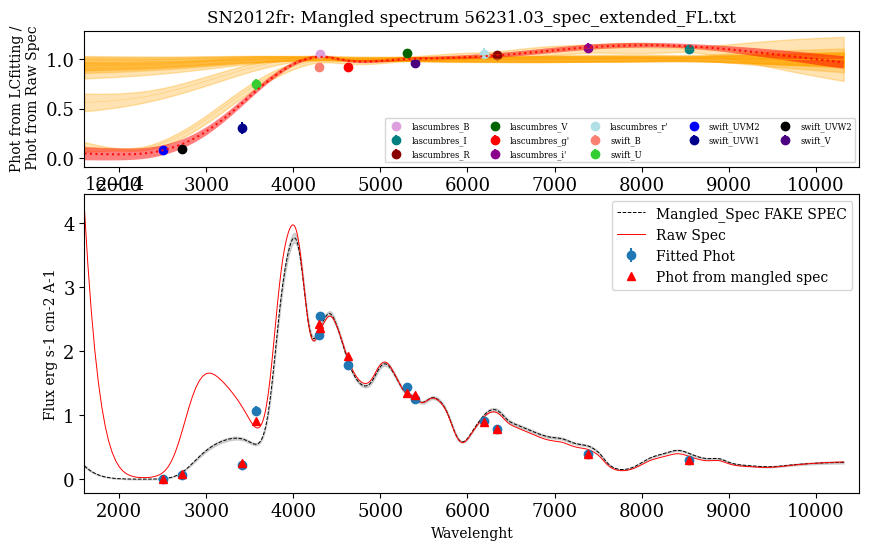 SN2012fr: Mangled spectrum 56231.03_spec_extended_FL.txt
Phot from LCfitting /
Phot from Raw Spec
1.0
0.5
0.0
lascumbres_B
lascumbres_I
lascumbres_R
lascumbres_V
lascumbres_g'
lascumbres_i'
lascumbres_r'
swift_B
swift_U
swift_UVM2
swift_UVW1
swift_UVW2
swift_V
2000 3000 4000 5000 6000 7000 8000 9000 10000
1e−14
Flux erg s-1 cm-2 A-1
4
3
2
1
0
Mangled_Spec FAKE SPEC
Raw Spec
Fitted Phot
Phot from mangled spec
2000 3000 4000 5000 6000 7000 8000 9000 10000
Wavelenght